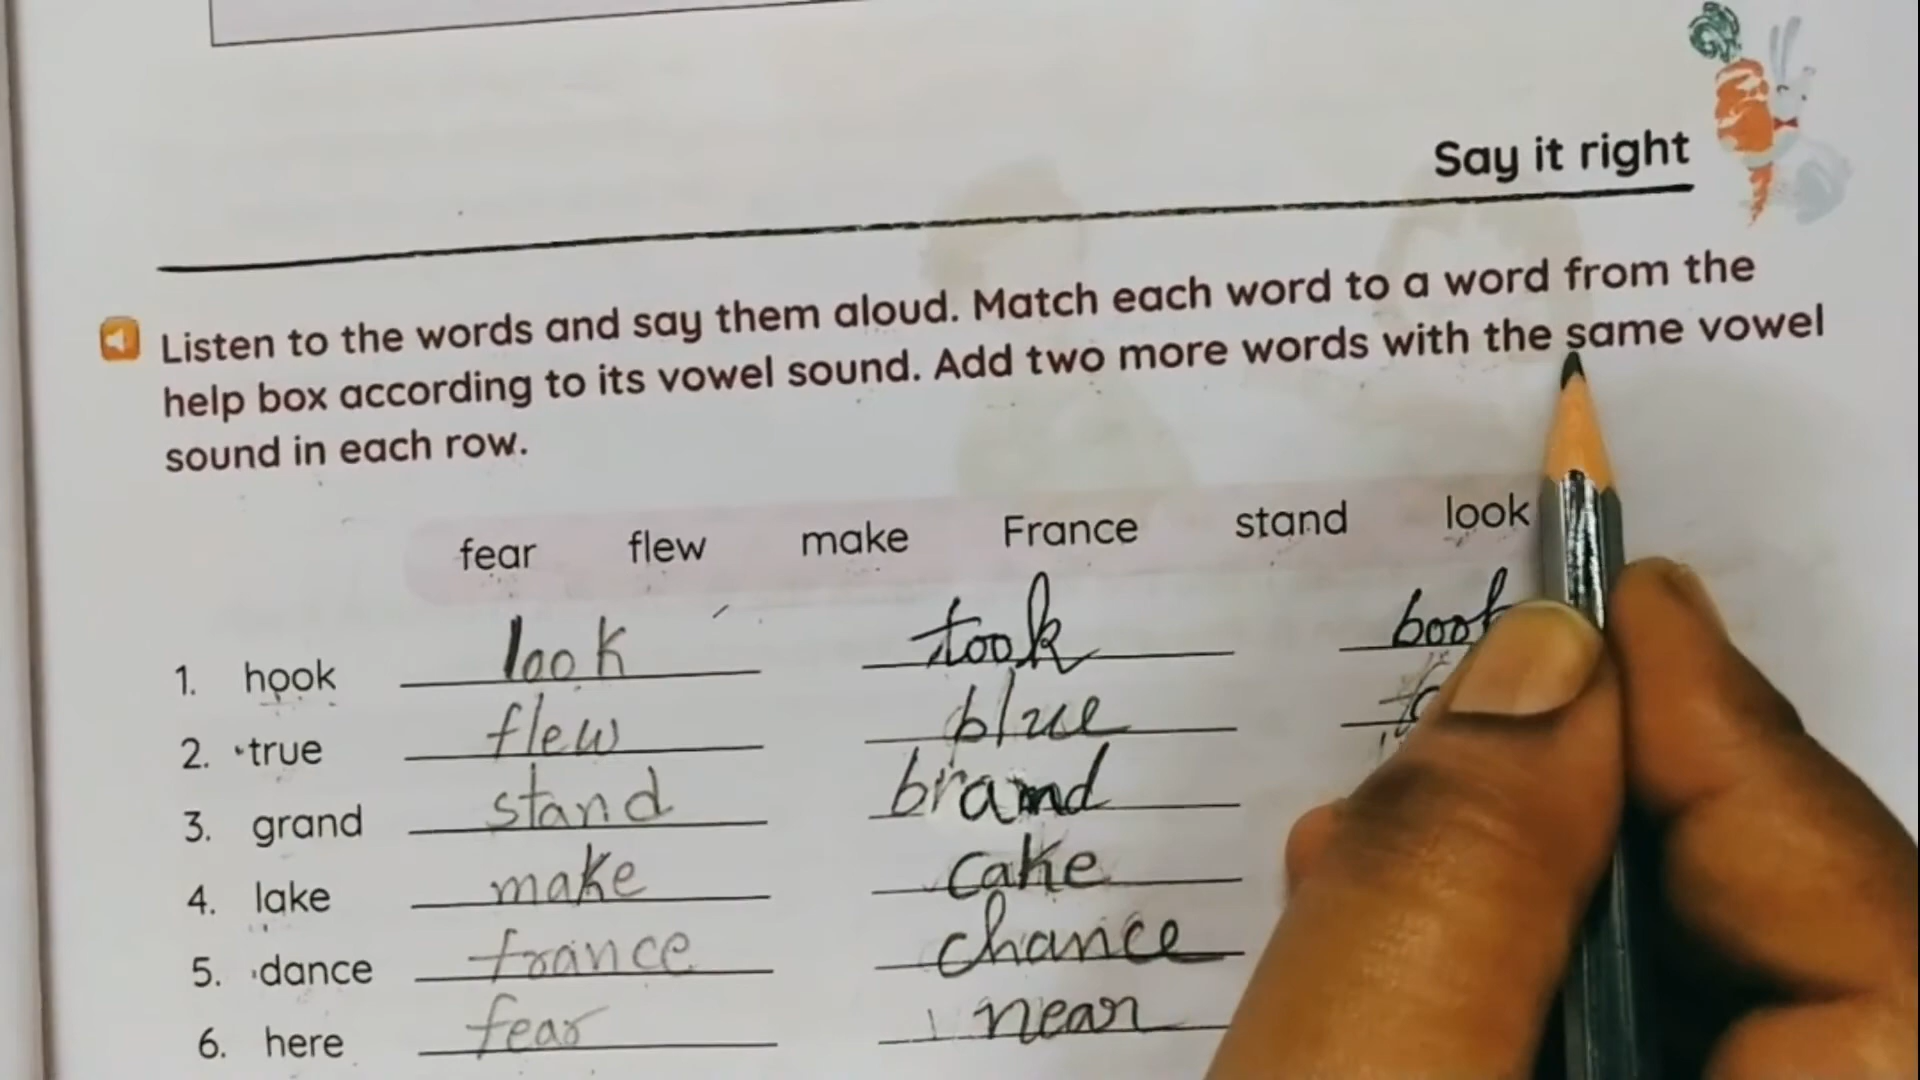 Say it right
Listen to the words and say them aloud. Match each word to a word from the
help box according to its vowel sound. Add two more words with the same vowel
sound in each row.
fear flew make France stand look
1. hook look took
2. true flew blue
3. grand stand brand
4. lake make cake
5. dance france chance
6. here fear near